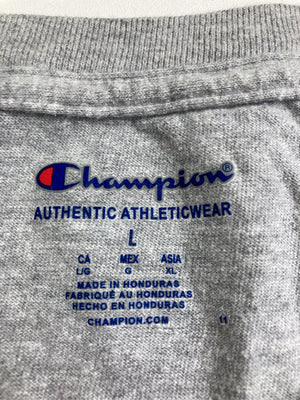 Champion®
AUTHENTIC ATHLETICWEAR
L
CA MEX ASIA
L/G G XL
MADE IN HONDURAS
FABRIQUÉ AU HONDURAS
HECHO EN HONDURAS
CHAMPION.COM 11